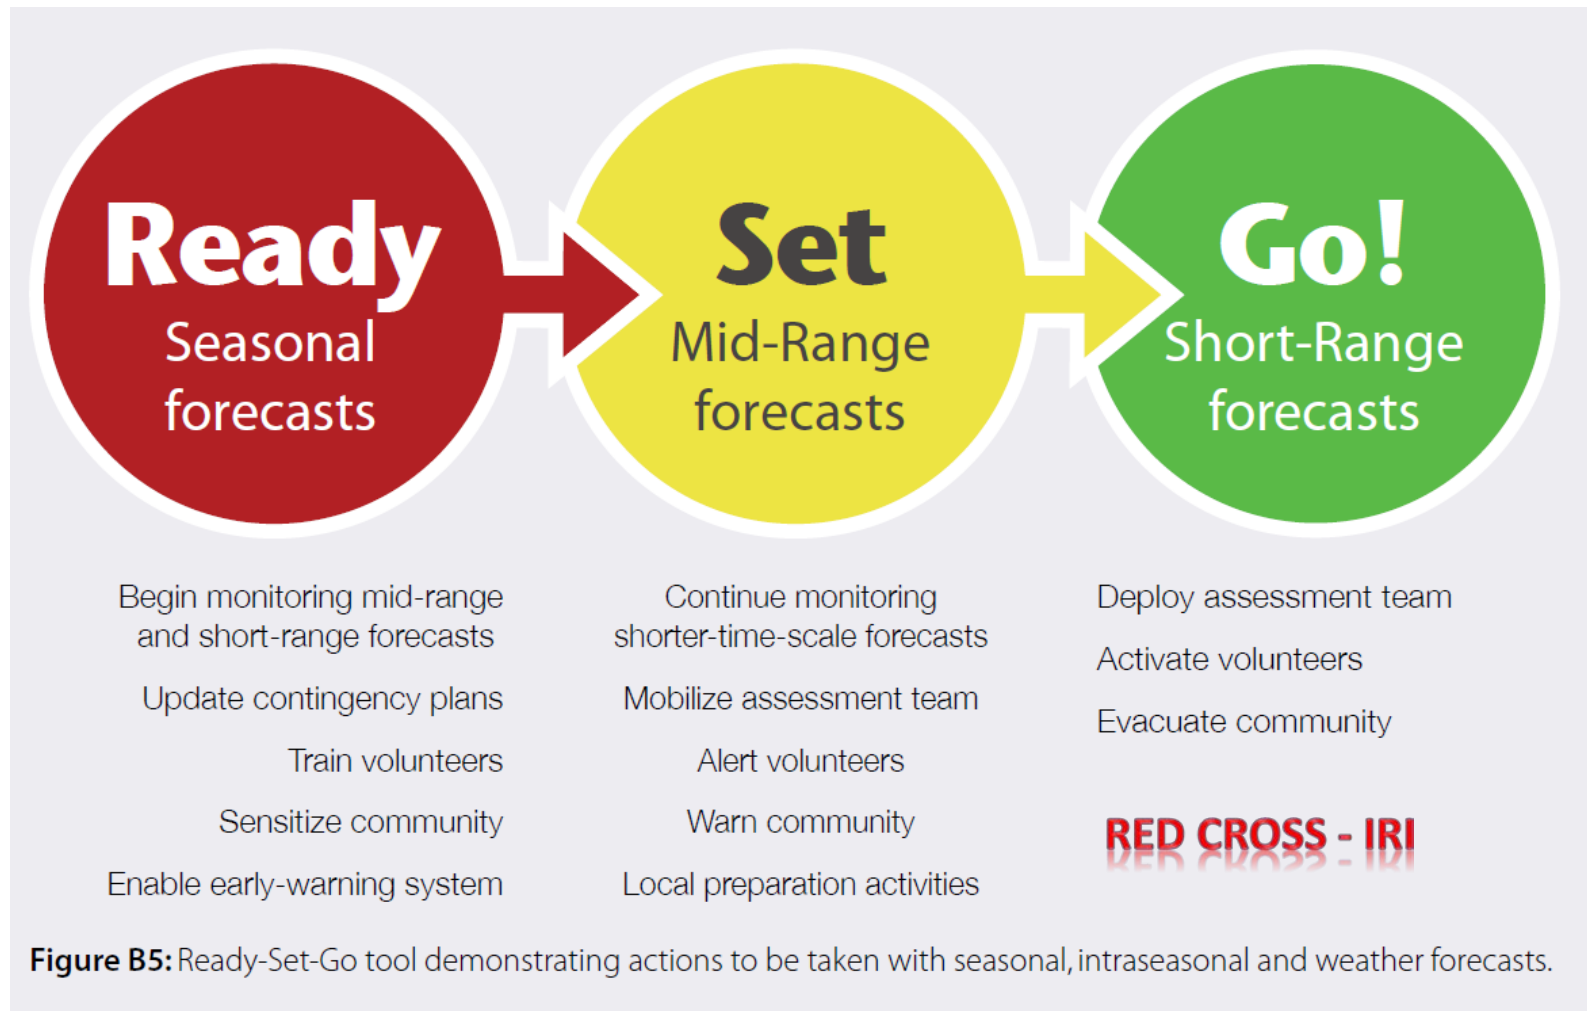 Ready
Seasonal
forecasts
Set
Mid-Range
forecasts
Go!
Short-Range
forecasts
Begin monitoring mid-range
and short-range forecasts
Update contingency plans
Train volunteers
Sensitize community
Enable early-warning system
Continue monitoring
shorter-time-scale forecasts
Mobilize assessment team
Alert volunteers
Warn community
Local preparation activities
Deploy assessment team
Activate volunteers
Evacuate community
RED CROSS - IRI
Figure B5: Ready-Set-Go tool demonstrating actions to be taken with seasonal, intraseasonal and weather forecasts.